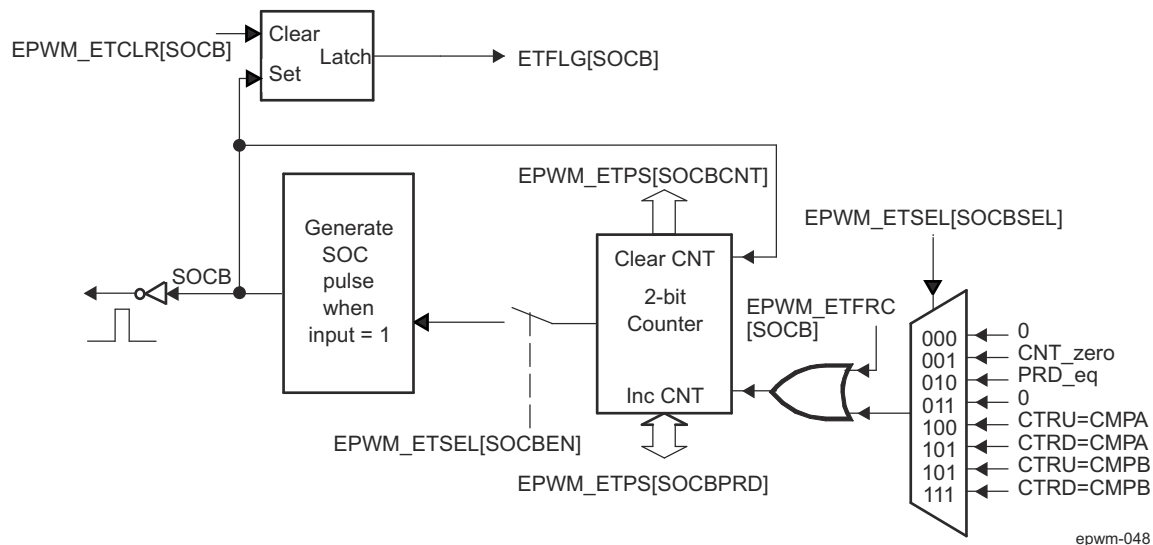 EPWM_ETCLR[SOCB]
Clear
Latch
Set
ETFLG[SOCB]
EPWM_ETPS[SOCBCNT]
EPWM_ETSEL[SOCBSEL]
Generate
SOC
pulse
when
input = 1
SOCB
Clear CNT
2-bit
Counter
Inc CNT
EPWM_ETFRC
[SOCB]
000
001
010
011
100
101
101
111
0
CNT_zero
PRD_eq
0
CTRU=CMPA
CTRD=CMPA
CTRU=CMPB
CTRD=CMPB
EPWM_ETSEL[SOCBEN]
EPWM_ETPS[SOCBPRD]
epwm-048